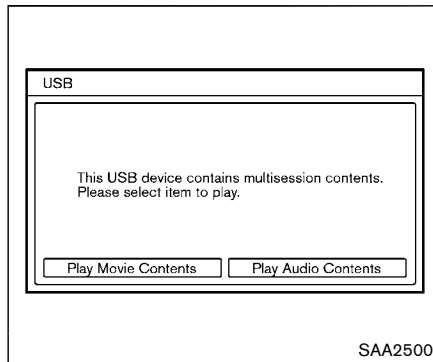 USB
This USB device contains multisession contents.
Please select item to play.
Play Movie Contents Play Audio Contents
SAA2500